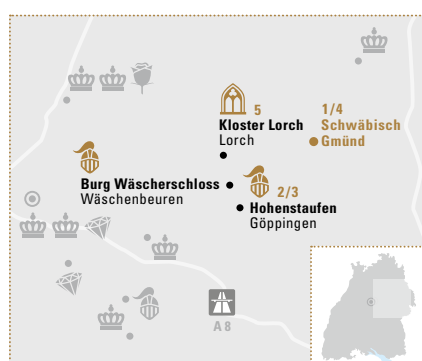 5
Kloster Lorch
Lorch
1/4
Schwäbisch
Gmünd
Burg Wäscherschloss
Wäschenbeuren
2/3
Hohenstaufen
Göppingen
A 8